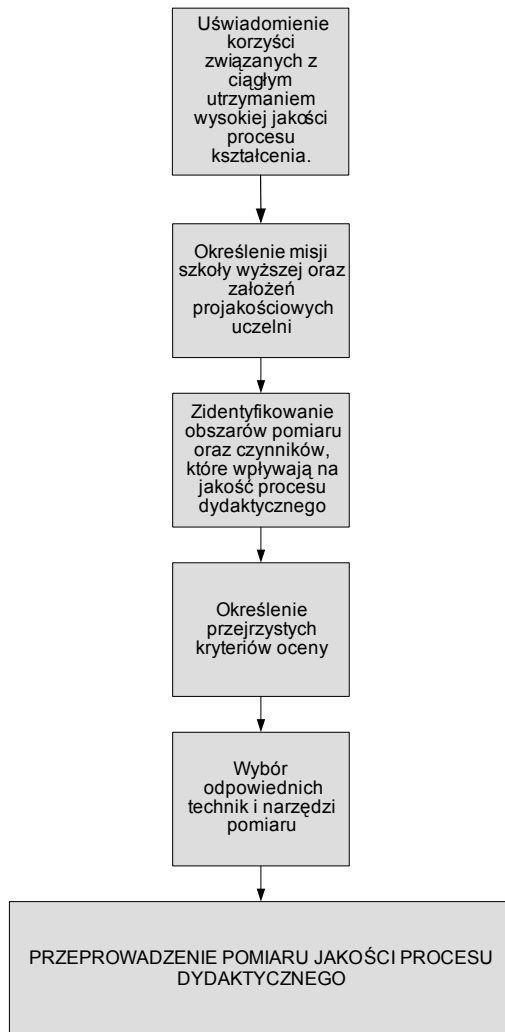 Uświadomienie
korzyści
związanych z
ciągłym
utrzymaniem
wysokiej jakości
procesu
kształcenia.
Określenie misji
szkoły wyższej oraz
założeń
projakościowych
uczelni
Zidentyfikowanie
obszarów pomiaru
oraz czynników,
które wpływają na
jakość procesu
dydaktycznego
Określenie
przejrzystych
kryteriów oceny
Wybór
odpowiednich
technik i narzędzi
pomiaru
PRZEPROWADZENIE POMIARU JAKOŚCI PROCESU
DYDAKTYCZNEGO